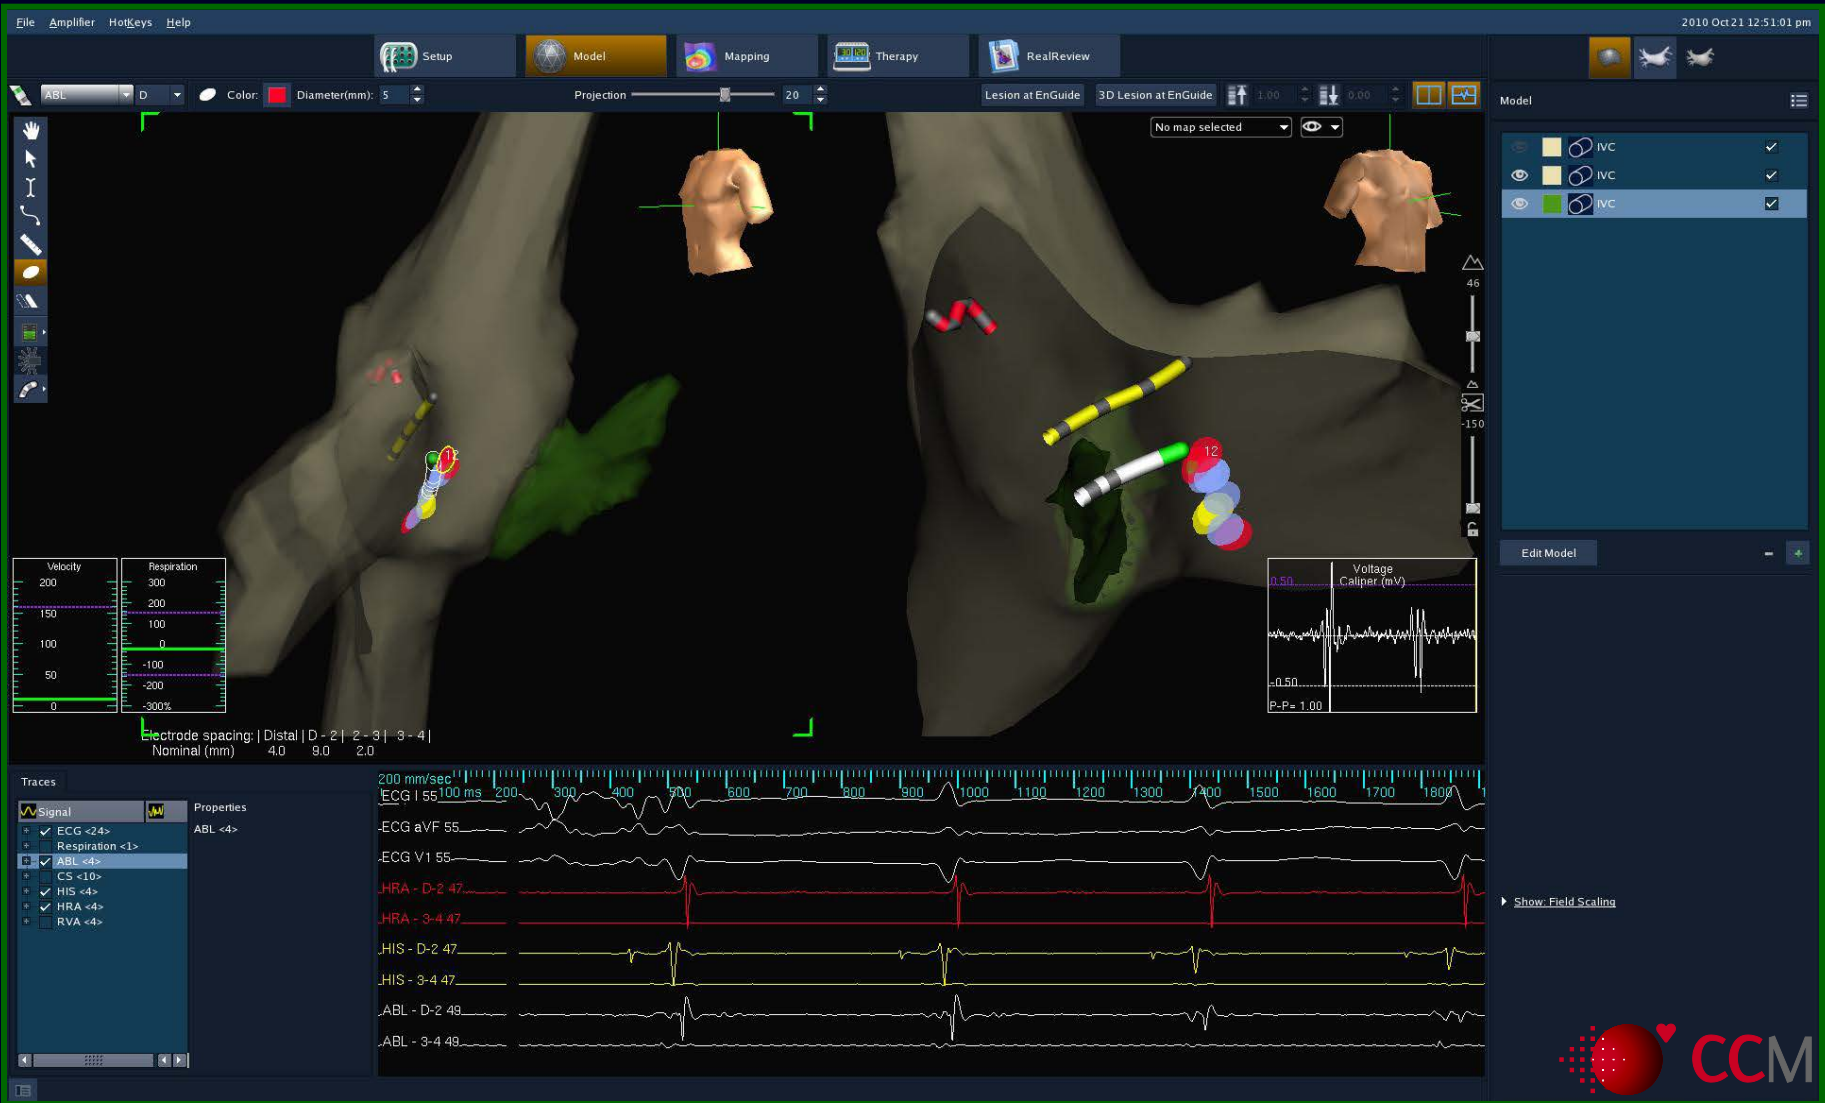 File Amplifier HotKeys Help 2010 Oct 21 12:51:01 pm
Setup Model Mapping Therapy RealReview
ABL D Color: Diameter(mm): 5 Projection 20 Lesion at EnGuide 3D Lesion at EnGuide 1.00 0.00
Model
No map selected
IVC
IVC
IVC
46
-150
12
12
Edit Model
Velocity
200
150
100
50
0
Respiration
300
200
100
0
-100
-200
-300%
Voltage
Caliper (mV)
0.50
-0.50
P-P= 1.00
Electrode spacing: | Distal | D - 2 | 2 - 3 | 3 - 4 |
Nominal (mm) 4.0 9.0 2.0
Traces
Signal
ECG <24>
Respiration <1>
ABL <4>
CS <10>
HIS <4>
HRA <4>
RVA <4>
Properties
ABL <4>
200 mm/sec
100 ms 200 300 400 500 600 700 800 900 1000 1100 1200 1300 1400 1500 1600 1700 1800
ECG I 55
ECG aVF 55
ECG V1 55
HRA - D-2 47
HRA - 3-4 47
HIS - D-2 47
HIS - 3-4 47
ABL - D-2 49
ABL - 3-4 49
Show: Field Scaling
CCM